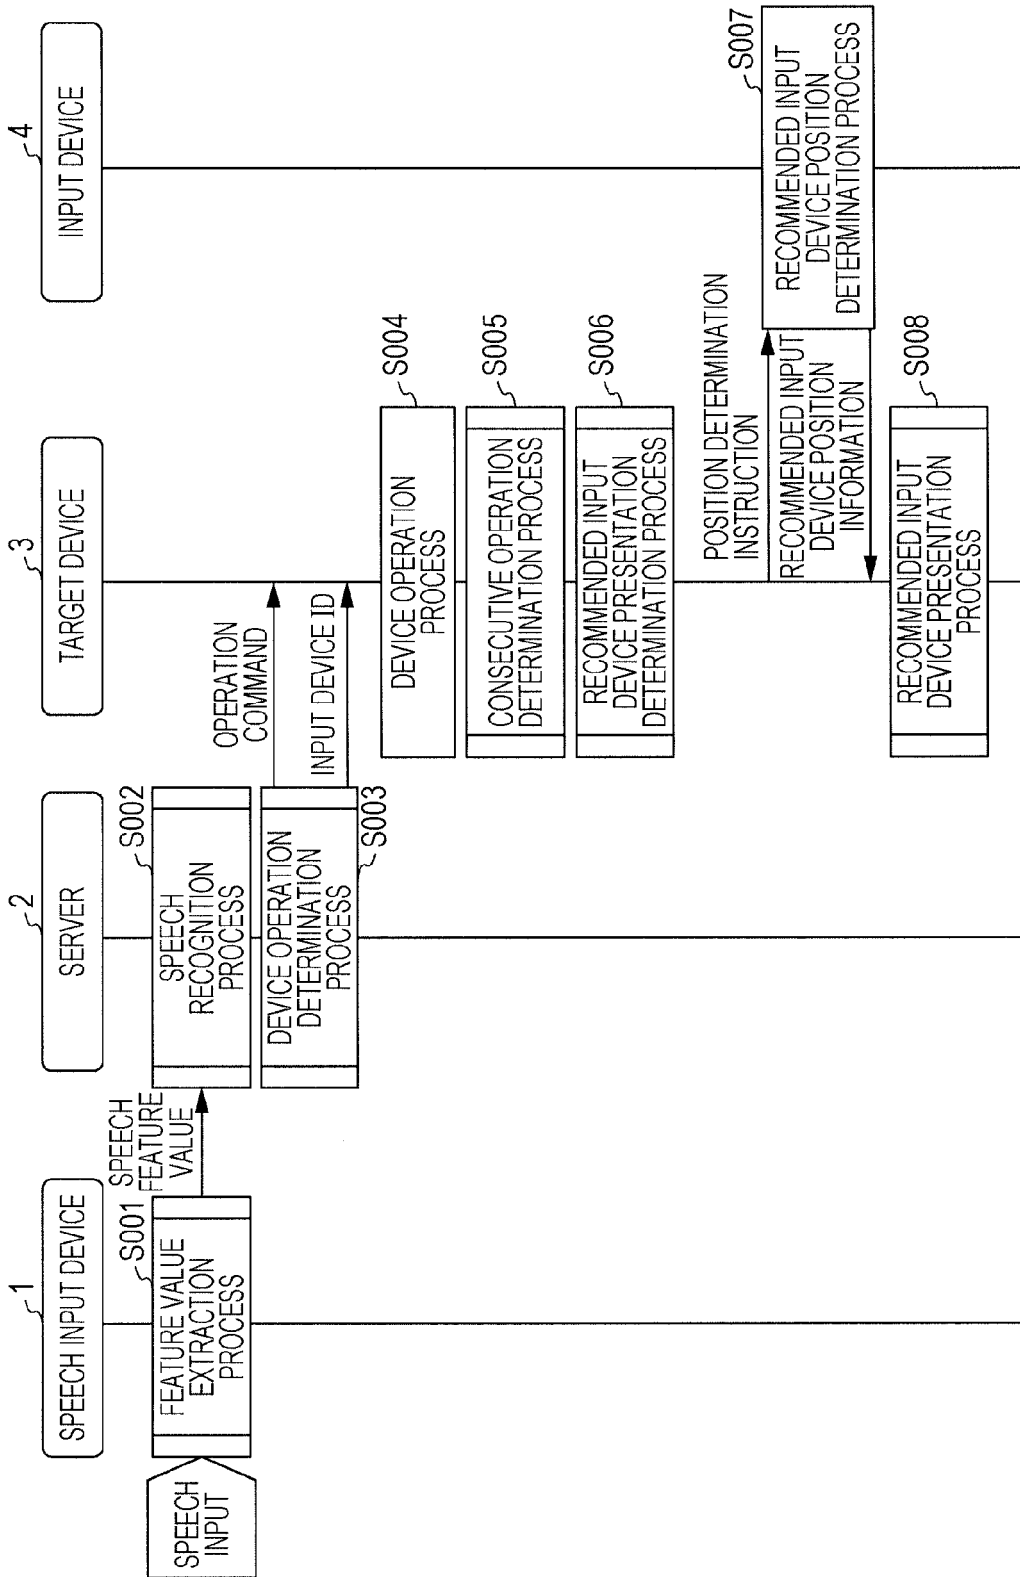 1
SPEECH INPUT DEVICE
2
SERVER
3
TARGET DEVICE
4
INPUT DEVICE
SPEECH
INPUT
S001
FEATURE VALUE
EXTRACTION
PROCESS
SPEECH
FEATURE
VALUE
S002
SPEECH
RECOGNITION
PROCESS
DEVICE OPERATION
DETERMINATION
PROCESS
S003
OPERATION
COMMAND
INPUT DEVICE ID
S004
DEVICE OPERATION
PROCESS
S005
CONSECUTIVE OPERATION
DETERMINATION PROCESS
S006
RECOMMENDED INPUT
DEVICE PRESENTATION
DETERMINATION PROCESS
POSITION DETERMINATION
INSTRUCTION
S007
RECOMMENDED INPUT
DEVICE POSITION
DETERMINATION PROCESS
RECOMMENDED INPUT
DEVICE POSITION
INFORMATION
S008
RECOMMENDED INPUT
DEVICE PRESENTATION
PROCESS